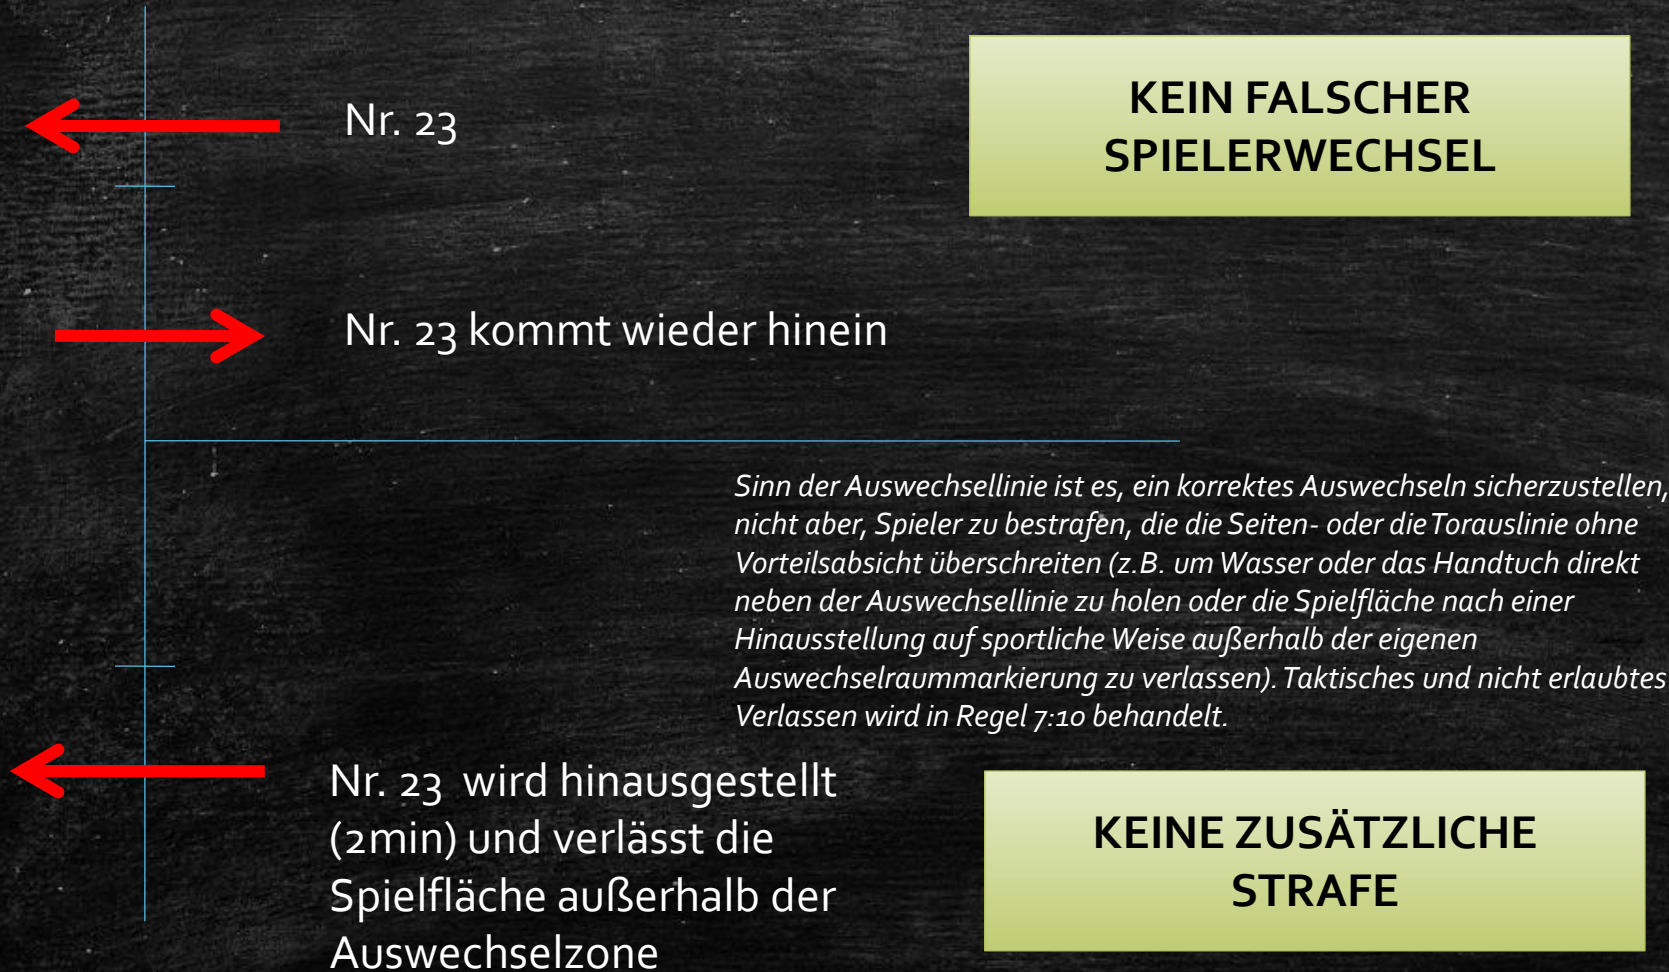 Nr. 23
KEIN FALSCHER
SPIELERWECHSEL
Nr. 23 kommt wieder hinein
Sinn der Auswechsellinie ist es, ein korrektes Auswechseln sicherzustellen,
nicht aber, Spieler zu bestrafen, die die Seiten- oder die Torauslinie ohne
Vorteilsabsicht überschreiten (z.B. um Wasser oder das Handtuch direkt
neben der Auswechsellinie zu holen oder die Spielfläche nach einer
Hinausstellung auf sportliche Weise außerhalb der eigenen
Auswechselraummarkierung zu verlassen). Taktisches und nicht erlaubtes
Verlassen wird in Regel 7:10 behandelt.
Nr. 23 wird hinausgestellt
(2min) und verlässt die
Spielfläche außerhalb der
Auswechselzone
KEINE ZUSÄTZLICHE
STRAFE